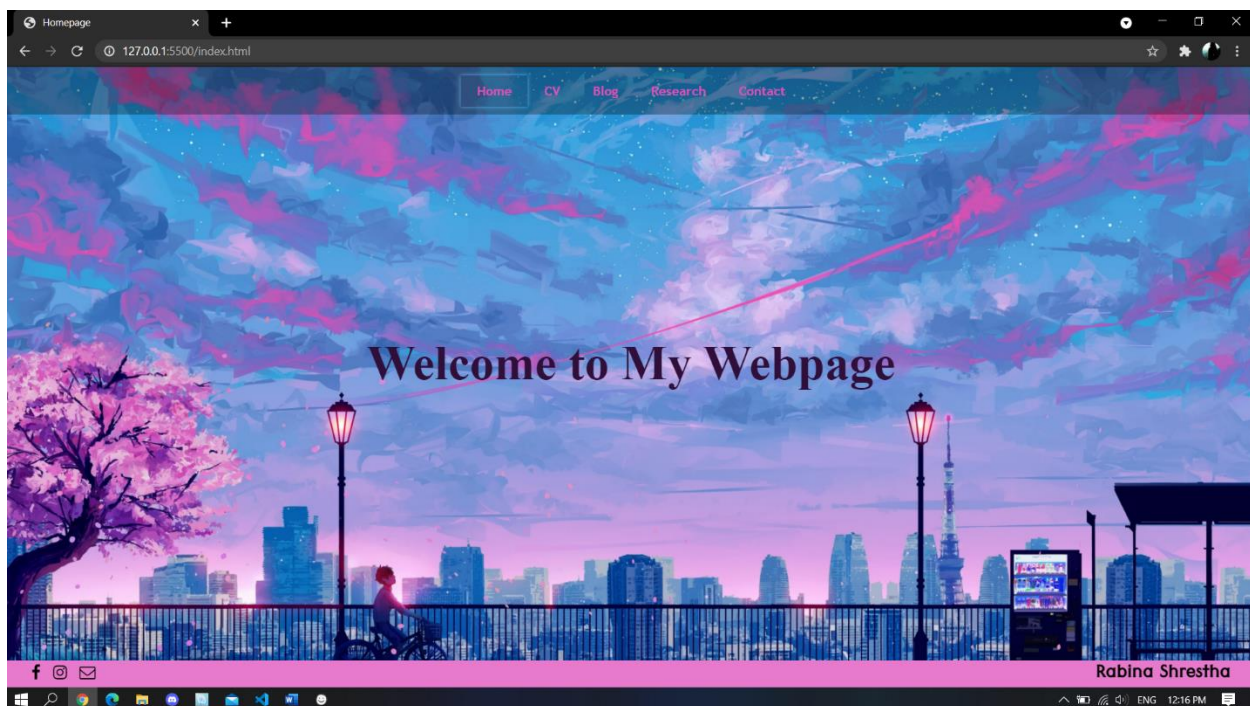 Homepage
127.0.0.1:5500/index.html
Home CV Blog Research Contact
Welcome to My Webpage
Rabina Shrestha
ENG 12:16 PM